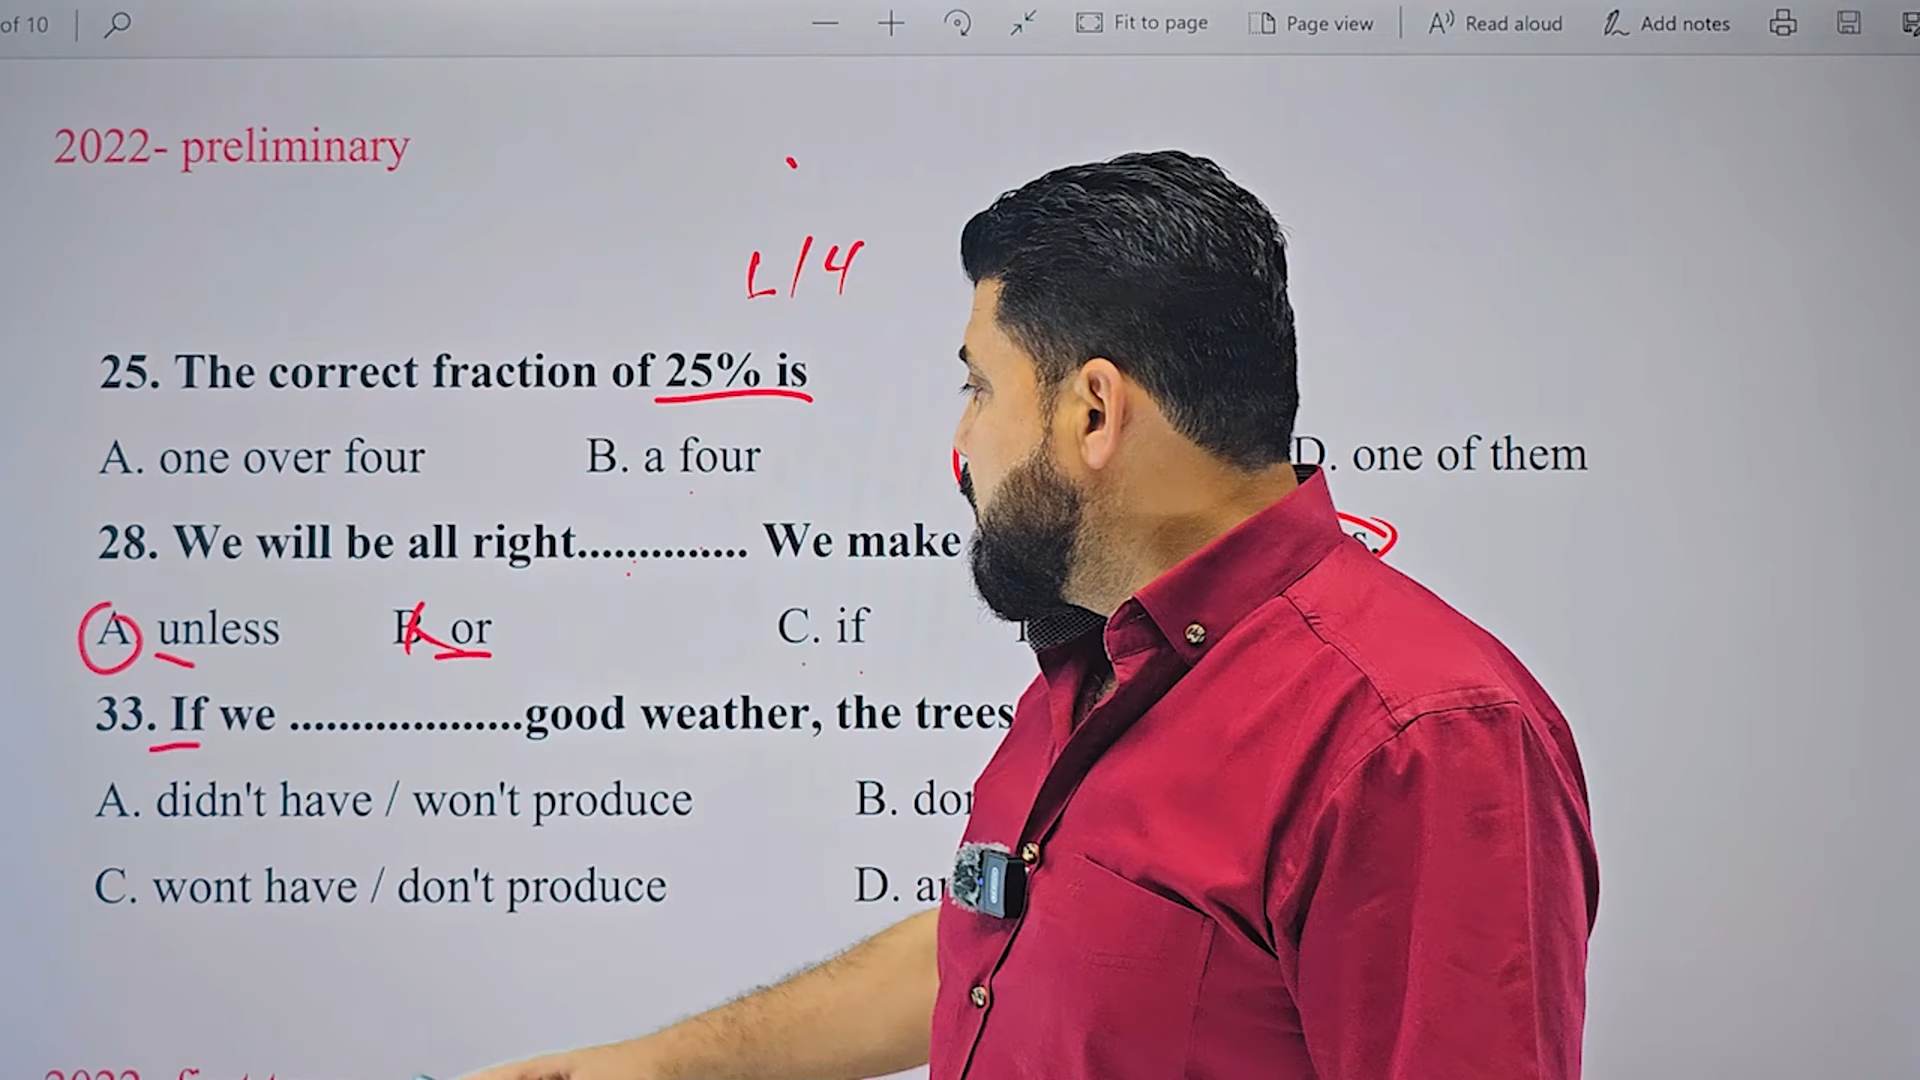 of 10 Fit to page Page view Read aloud Add notes
2022- preliminary
1/4
25. The correct fraction of 25% is
A. one over four B. a four D. one of them
28. We will be all right.............. We make s.
A unless B or C. if
33. If we ...................good weather, the trees
A. didn't have / won't produce B.
C. wont have / don't produce D.